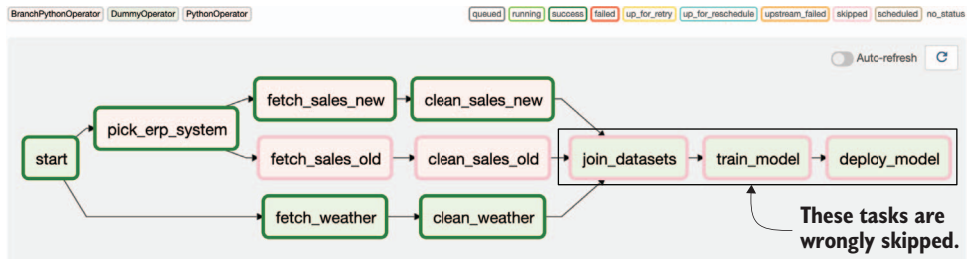 BranchPythonOperator DummyOperator PythonOperator
queued running success failed up_for_retry up_for_reschedule upstream_failed skipped scheduled no_status
Auto-refresh
fetch_sales_new clean_sales_new
pick_erp_system
start fetch_sales_old clean_sales_old join_datasets train_model deploy_model
fetch_weather clean_weather
These tasks are
wrongly skipped.